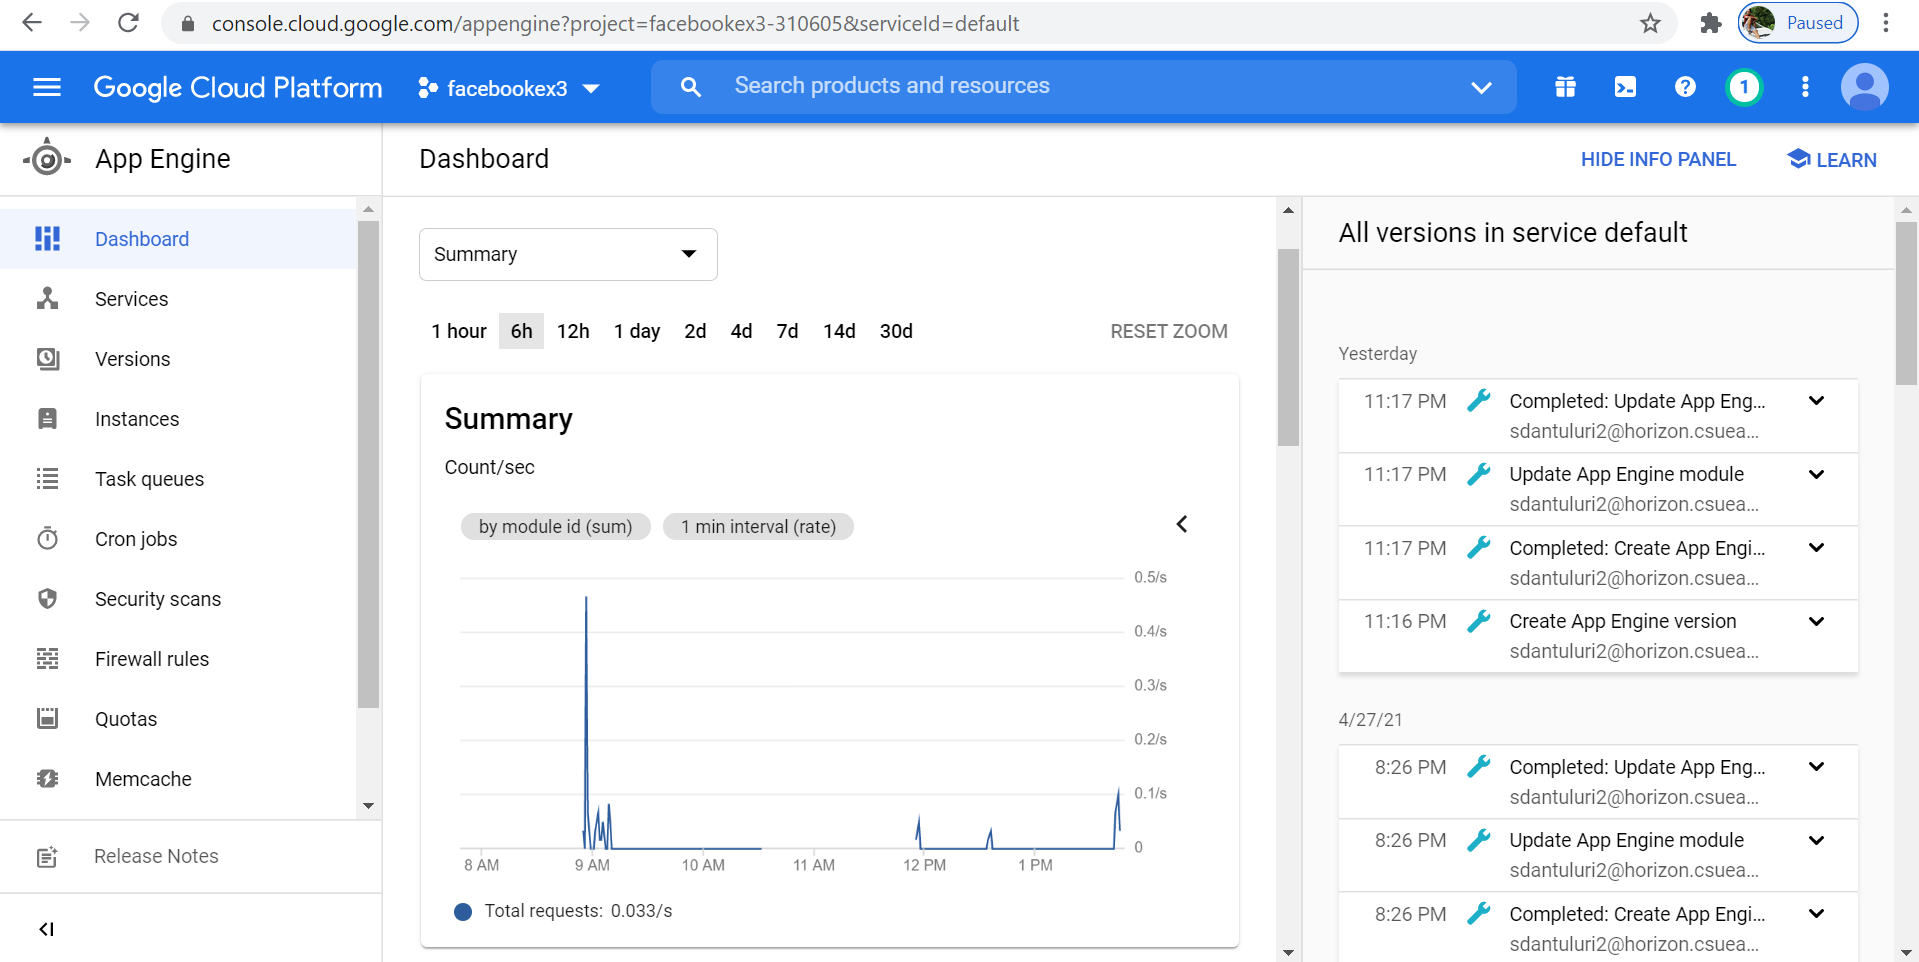 console.cloud.google.com/appengine?project=facebookex3-310605&serviceId=default
Paused
Google Cloud Platform
facebookex3
Search products and resources
1
App Engine
Dashboard
HIDE INFO PANEL
LEARN
Dashboard
Services
Versions
Instances
Task queues
Cron jobs
Security scans
Firewall rules
Quotas
Memcache
Release Notes
Summary
1 hour 6h 12h 1 day 2d 4d 7d 14d 30d
RESET ZOOM
Summary
Count/sec
by module id (sum)
1 min interval (rate)
0.5/s
0.4/s
0.3/s
0.2/s
0.1/s
0
8 AM 9 AM 10 AM 11 AM 12 PM 1 PM
Total requests: 0.033/s
All versions in service default
Yesterday
11:17 PM Completed: Update App Eng...
sdantuluri2@horizon.csuea...
11:17 PM Update App Engine module
sdantuluri2@horizon.csuea...
11:17 PM Completed: Create App Engi...
sdantuluri2@horizon.csuea...
11:16 PM Create App Engine version
sdantuluri2@horizon.csuea...
4/27/21
8:26 PM Completed: Update App Eng...
sdantuluri2@horizon.csuea...
8:26 PM Update App Engine module
sdantuluri2@horizon.csuea...
8:26 PM Completed: Create App Engi...
sdantuluri2@horizon.csuea...